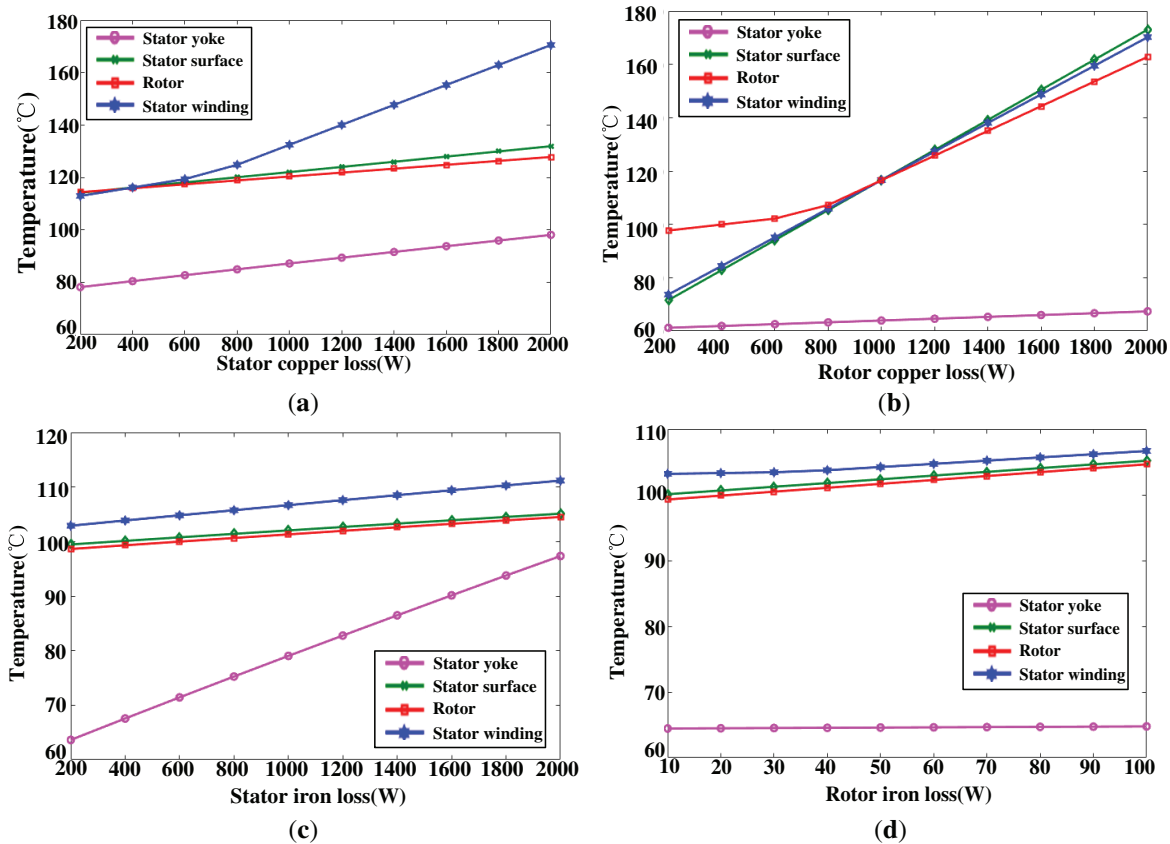 180
160
140
120
100
80
60
Temperature(℃)
Stator yoke
Stator surface
Rotor
Stator winding
200 400 600 800 1000 1200 1400 1600 1800 2000
Stator copper loss(W)
(a)
180
160
140
120
100
80
60
Temperature(℃)
Stator yoke
Stator surface
Rotor
Stator winding
200 400 600 800 1000 1200 1400 1600 1800 2000
Rotor copper loss(W)
(b)
120
110
100
90
80
70
60
Temperature(℃)
Stator yoke
Stator surface
Rotor
Stator winding
200 400 600 800 1000 1200 1400 1600 1800 2000
Stator iron loss(W)
(c)
110
100
90
80
70
60
Temperature(℃)
Stator yoke
Stator surface
Rotor
Stator winding
10 20 30 40 50 60 70 80 90 100
Rotor iron loss(W)
(d)